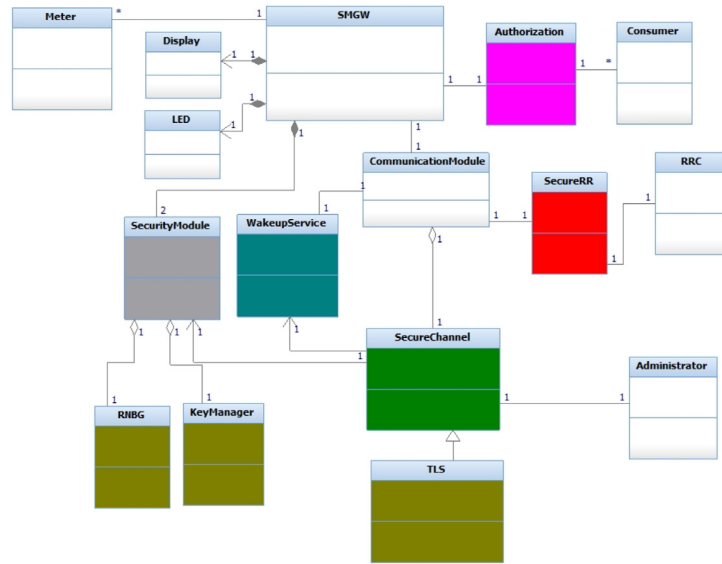 Meter
*
1
SMGW
Display
1
1
LED
1
1
1
1
1
Authorization
1
*
Consumer
1
1
CommunicationModule
2
SecurityModule
WakeupService
1
1
1
1
SecureRR
1
1
RRC
1
1
1
1
1
1
1
SecureChannel
1
1
RNBG
KeyManager
1
1
Administrator
TLS